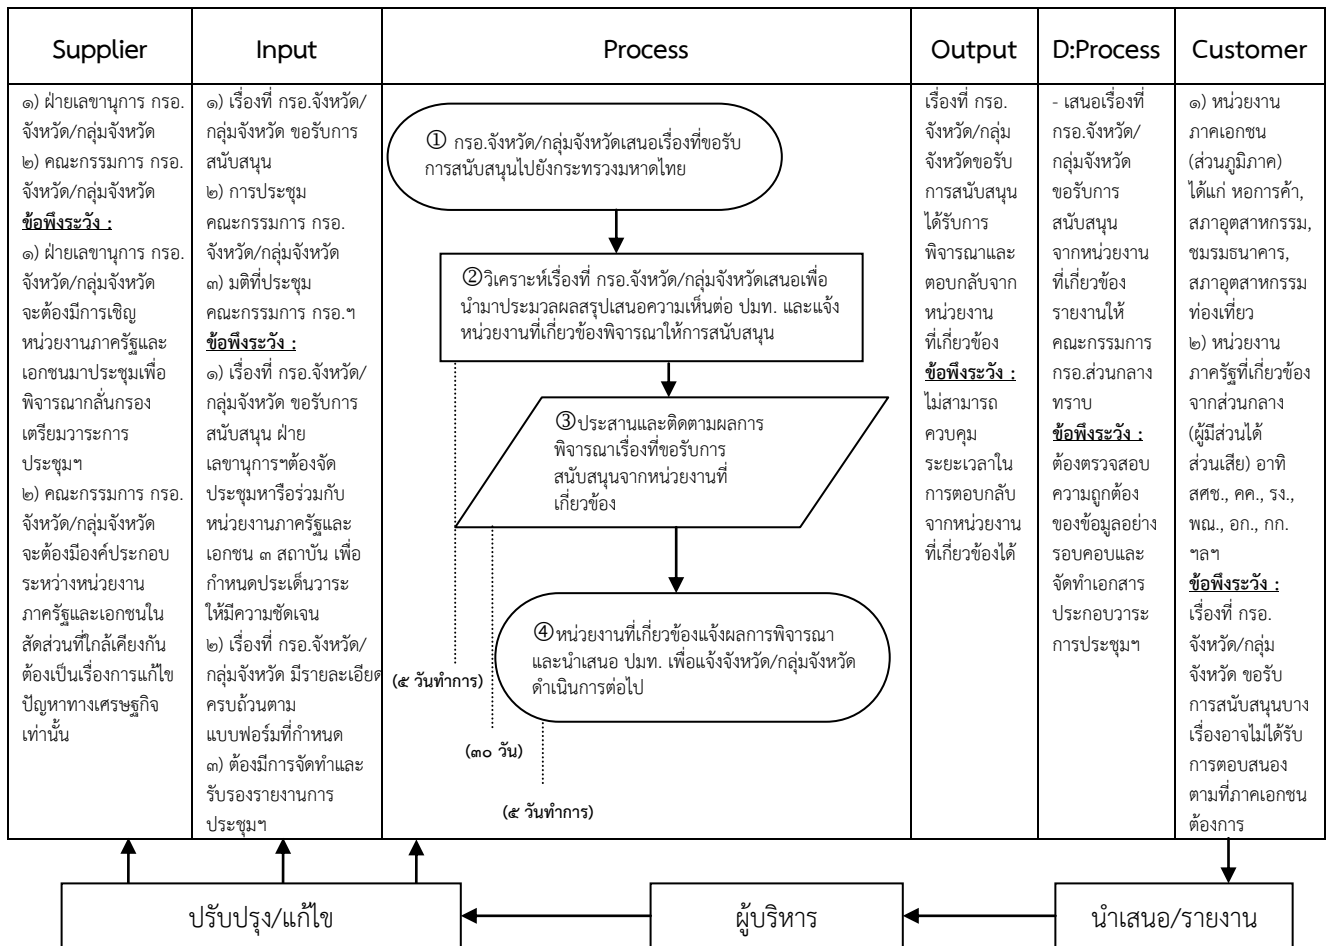 Supplier
Input
Process
Output
D:Process
Customer
๑) ฝ่ายเลขานุการ กรอ.
จังหวัด/กลุ่มจังหวัด
๒) คณะกรรมการ กรอ.
จังหวัด/กลุ่มจังหวัด
ข้อพึงระวัง :
๑) ฝ่ายเลขานุการ กรอ.
จังหวัด/กลุ่มจังหวัด
จะต้องมีการเชิญ
หน่วยงานภาครัฐและ
เอกชนมาประชุมเพื่อ
พิจารณากลั่นกรอง
เตรียมวาระการ
ประชุมฯ
๒) คณะกรรมการ กรอ.
จังหวัด/กลุ่มจังหวัด
จะต้องมีองค์ประกอบ
ระหว่างหน่วยงาน
ภาครัฐและเอกชนใน
สัดส่วนที่ใกล้เคียงกัน
ต้องเป็นเรื่องการแก้ไข
ปัญหาทางเศรษฐกิจ
เท่านั้น
๑) เรื่องที่ กรอ.จังหวัด/
กลุ่มจังหวัด ขอรับการ
สนับสนุน
๒) การประชุม
คณะกรรมการ กรอ.
จังหวัด/กลุ่มจังหวัด
๓) มติที่ประชุม
คณะกรรมการ กรอ.ฯ
ข้อพึงระวัง :
๑) เรื่องที่ กรอ.จังหวัด/
กลุ่มจังหวัด ขอรับการ
สนับสนุน ฝ่าย
เลขานุการฯต้องจัด
ประชุมหารือร่วมกับ
หน่วยงานภาครัฐและ
เอกชน ๓ สถาบัน เพื่อ
กำหนดประเด็นวาระ
ให้มีความชัดเจน
๒) เรื่องที่ กรอ.จังหวัด/
กลุ่มจังหวัด มีรายละเอียด
ครบถ้วนตาม
แบบฟอร์มที่กำหนด
๓) ต้องมีการจัดทำและ
รับรองรายงานการ
ประชุมฯ
① กรอ.จังหวัด/กลุ่มจังหวัดเสนอเรื่องที่ขอรับ
การสนับสนุนไปยังกระทรวงมหาดไทย
②วิเคราะห์เรื่องที่ กรอ.จังหวัด/กลุ่มจังหวัดเสนอเพื่อ
นำมาประมวลผลสรุปเสนอความเห็นต่อ ปมท. และแจ้ง
หน่วยงานที่เกี่ยวข้องพิจารณาให้การสนับสนุน
③ประสานและติดตามผลการ
พิจารณาเรื่องที่ขอรับการ
สนับสนุนจากหน่วยงานที่
เกี่ยวข้อง
④หน่วยงานที่เกี่ยวข้องแจ้งผลการพิจารณา
และนำเสนอ ปมท. เพื่อแจ้งจังหวัด/กลุ่มจังหวัด
ดำเนินการต่อไป
(๕ วันทำการ)
(๓๐ วัน)
(๕ วันทำการ)
เรื่องที่ กรอ.
จังหวัด/กลุ่ม
จังหวัดขอรับ
การสนับสนุน
ได้รับการ
พิจารณาและ
ตอบกลับจาก
หน่วยงาน
ที่เกี่ยวข้อง
ข้อพึงระวัง :
ไม่สามารถ
ควบคุม
ระยะเวลาใน
การตอบกลับ
จากหน่วยงาน
ที่เกี่ยวข้องได้
- เสนอเรื่องที่
กรอ.จังหวัด/
กลุ่มจังหวัด
ขอรับการ
สนับสนุน
จากหน่วยงาน
ที่เกี่ยวข้อง
รายงานให้
คณะกรรมการ
กรอ.ส่วนกลาง
ทราบ
ข้อพึงระวัง :
ต้องตรวจสอบ
ความถูกต้อง
ของข้อมูลอย่าง
รอบคอบและ
จัดทำเอกสาร
ประกอบวาระ
การประชุมฯ
๑) หน่วยงาน
ภาคเอกชน
(ส่วนภูมิภาค)
ได้แก่ หอการค้า,
สภาอุตสาหกรรม,
ชมรมธนาคาร,
สภาอุตสาหกรรม
ท่องเที่ยว
๒) หน่วยงาน
ภาครัฐที่เกี่ยวข้อง
จากส่วนกลาง
(ผู้มีส่วนได้
ส่วนเสีย) อาทิ
สศช., คค., รง.,
พณ., อก., กก.
ฯลฯ
ข้อพึงระวัง :
เรื่องที่ กรอ.
จังหวัด/กลุ่ม
จังหวัด ขอรับ
การสนับสนุนบาง
เรื่องอาจไม่ได้รับ
การตอบสนอง
ตามที่ภาคเอกชน
ต้องการ
ปรับปรุง/แก้ไข
ผู้บริหาร
นำเสนอ/รายงาน